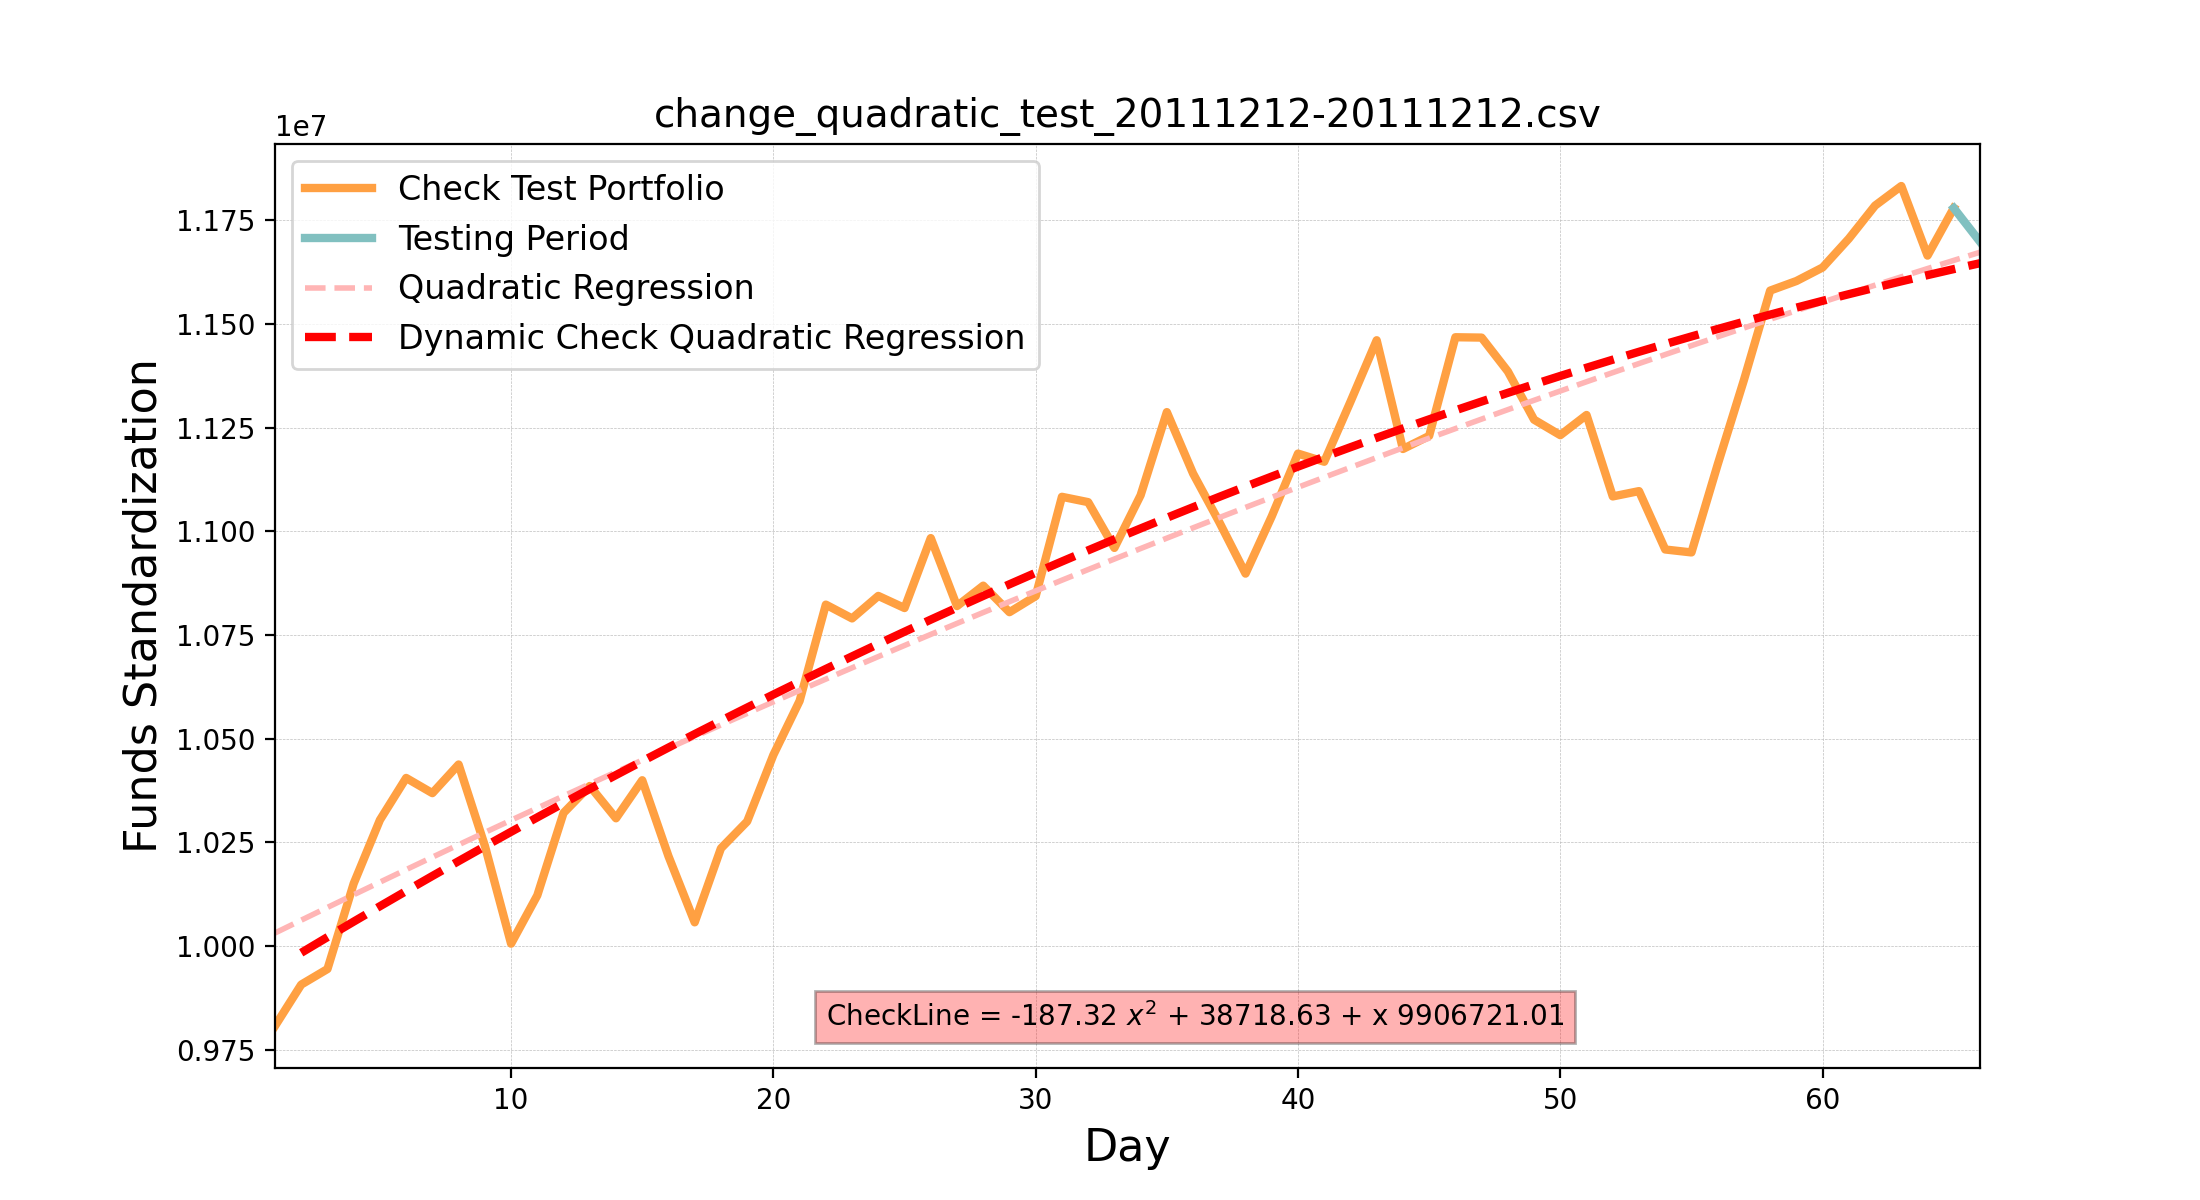 change_quadratic_test_20111212-20111212.csv
1e7
Check Test Portfolio
Testing Period
Quadratic Regression
Dynamic Check Quadratic Regression
1.175
1.150
1.125
1.100
1.075
1.050
1.025
1.000
0.975
Funds Standardization
CheckLine = -187.32 x² + 38718.63 + x 9906721.01
10 20 30 40 50 60
Day